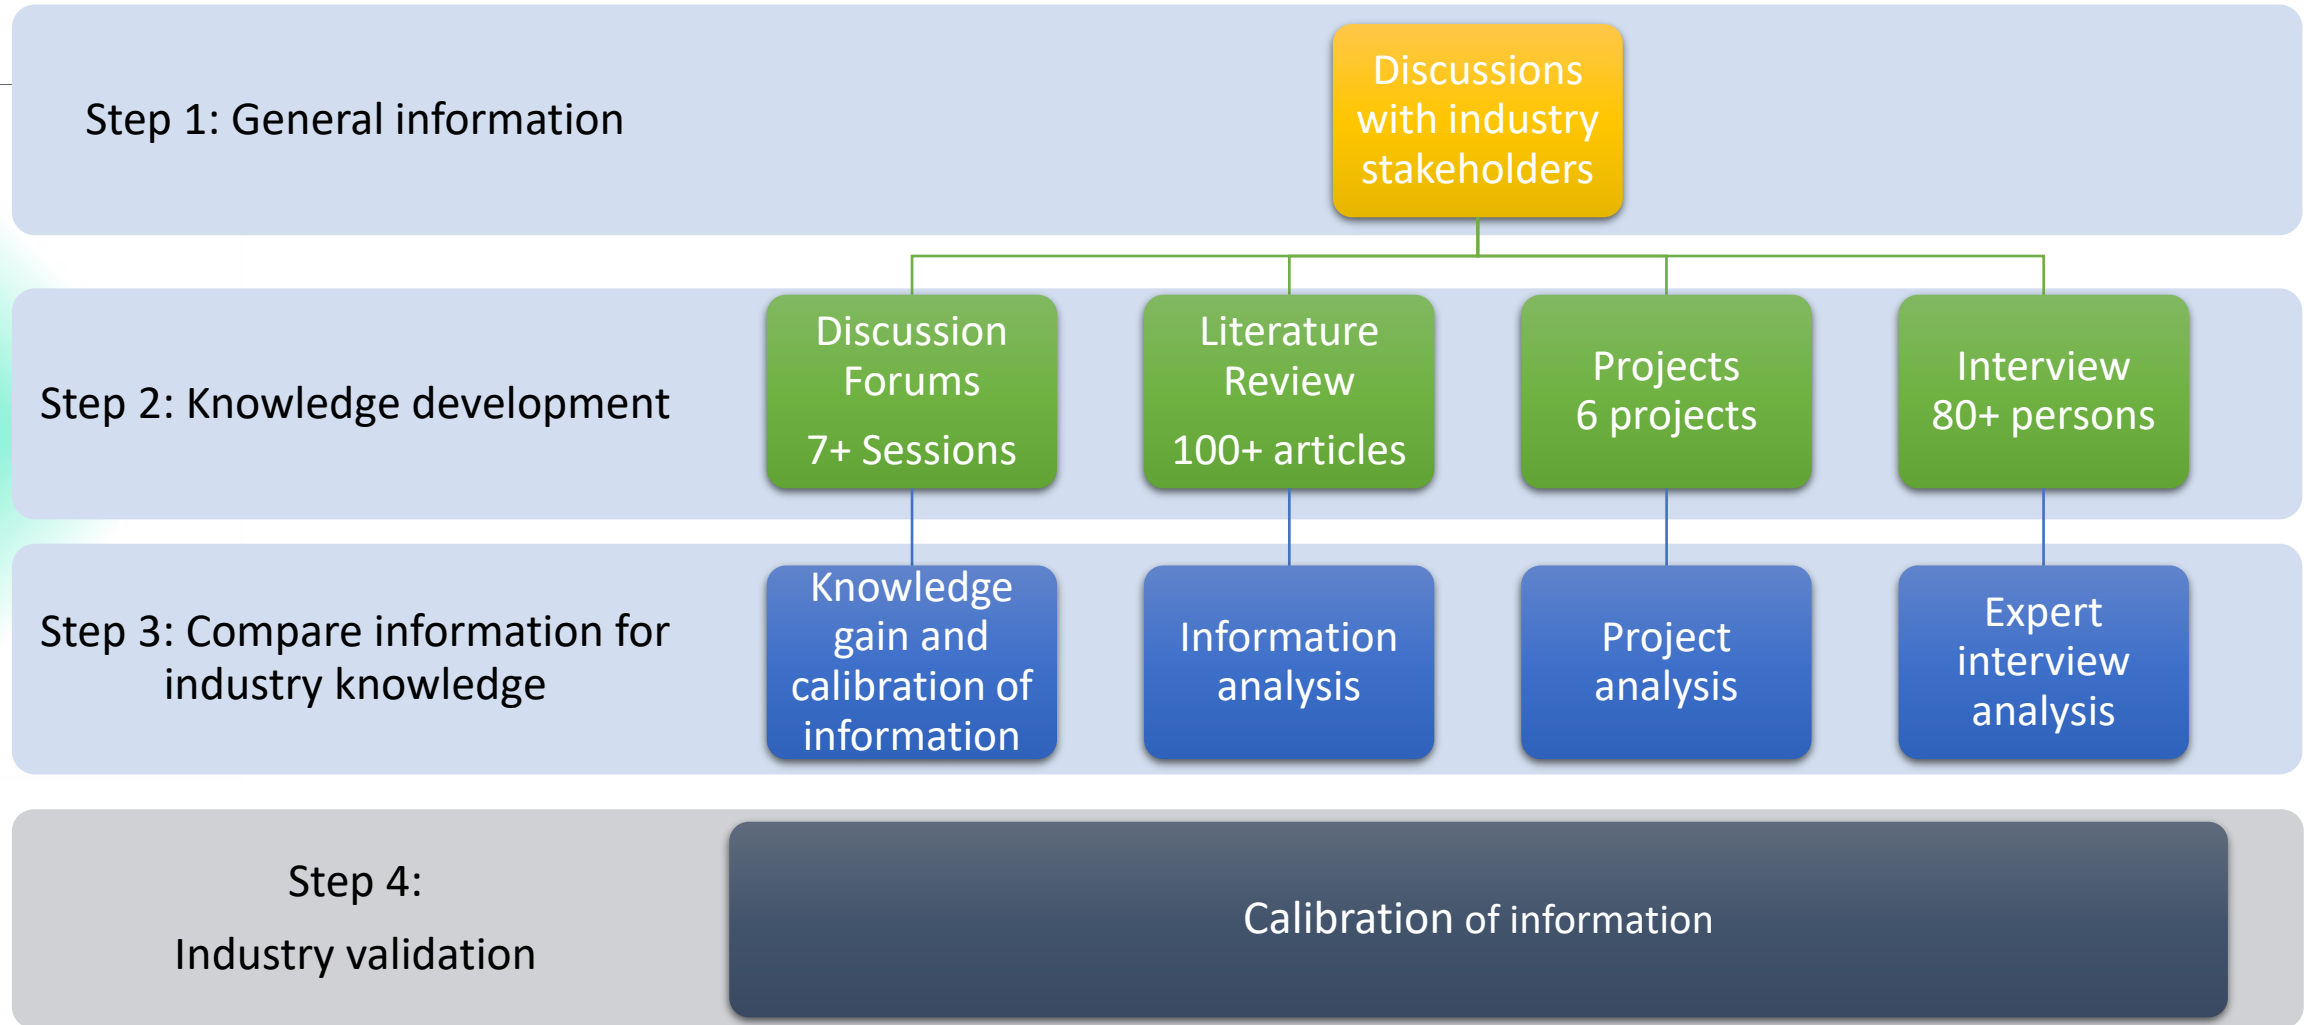 Step 1: General information
Discussions
with industry
stakeholders
Step 2: Knowledge development
Discussion
Forums
7+ Sessions
Literature
Review
100+ articles
Projects
6 projects
Interview
80+ persons
Step 3: Compare information for
industry knowledge
Knowledge
gain and
calibration of
information
Information
analysis
Project
analysis
Expert
interview
analysis
Step 4:
Industry validation
Calibration of information